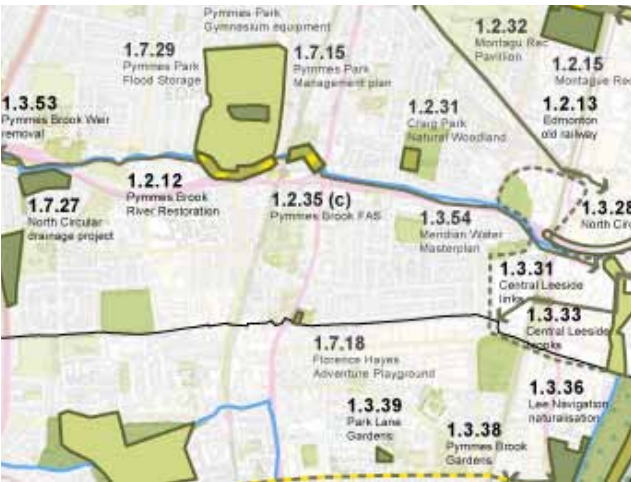 Pymmes Park
Gymnasium equipment
1.7.29
Pymmes Park
Flood Storage
1.7.15
Pymmes Park
Management plan
1.2.32
Montagu Rec
Pavilion
1.2.15
Montague Rec
1.3.53
Pymmes Brook Weir
removal
1.2.31
Craig Park
Natural Woodland
1.2.13
Edmonton
old railway
1.7.27
North Circular
drainage project
1.2.12
Pymmes Brook
River Restoration
1.2.35 (c)
Pymmes Brook FAS
1.3.54
Meridian Water
Masterplan
1.3.28
North Circ
1.3.31
Central Leeside
links
1.3.33
Central Leeside
1.7.18
Florence Hayes
Adventure Playground
1.3.36
Lee Navigation
naturalisation
1.3.39
Park Lane
Gardens
1.3.38
Pymmes Brook
Gardens